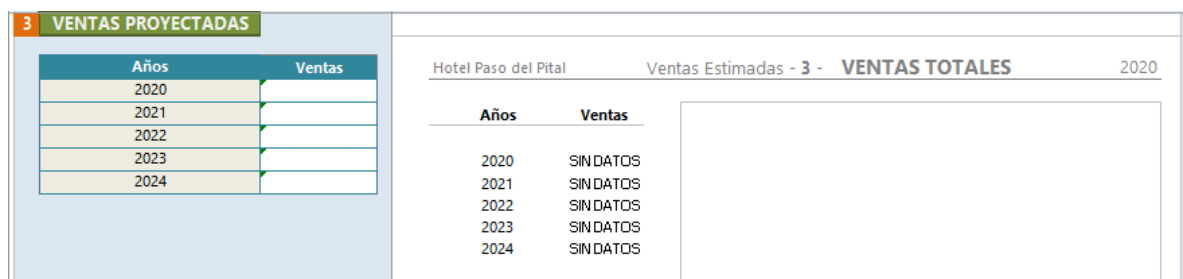 3 VENTAS PROYECTADAS
Años Ventas
2020
2021
2022
2023
2024
Hotel Paso del Pital Ventas Estimadas - 3 - VENTAS TOTALES 2020
Años Ventas
2020 SIN DATOS
2021 SIN DATOS
2022 SIN DATOS
2023 SIN DATOS
2024 SIN DATOS